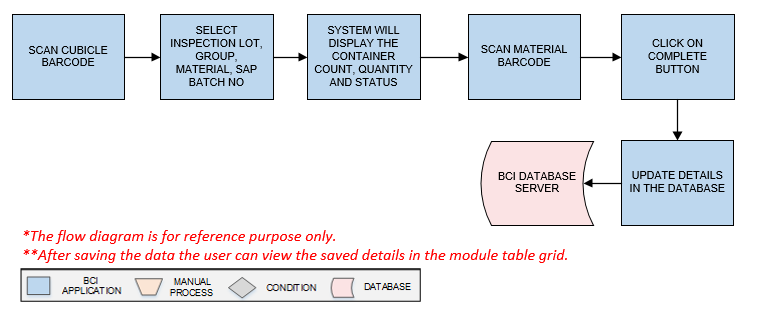 SCAN CUBICLE
BARCODE
SELECT
INSPECTION LOT,
GROUP,
MATERIAL, SAP
BATCH NO
SYSTEM WILL
DISPLAY THE
CONTAINER
COUNT, QUANTITY
AND STATUS
SCAN MATERIAL
BARCODE
CLICK ON
COMPLETE
BUTTON
BCI DATABASE
SERVER
UPDATE DETAILS
IN THE DATABASE
*The flow diagram is for reference purpose only.
**After saving the data the user can view the saved details in the module table grid.
BCI
APPLICATION
MANUAL
PROCESS
CONDITION
DATABASE